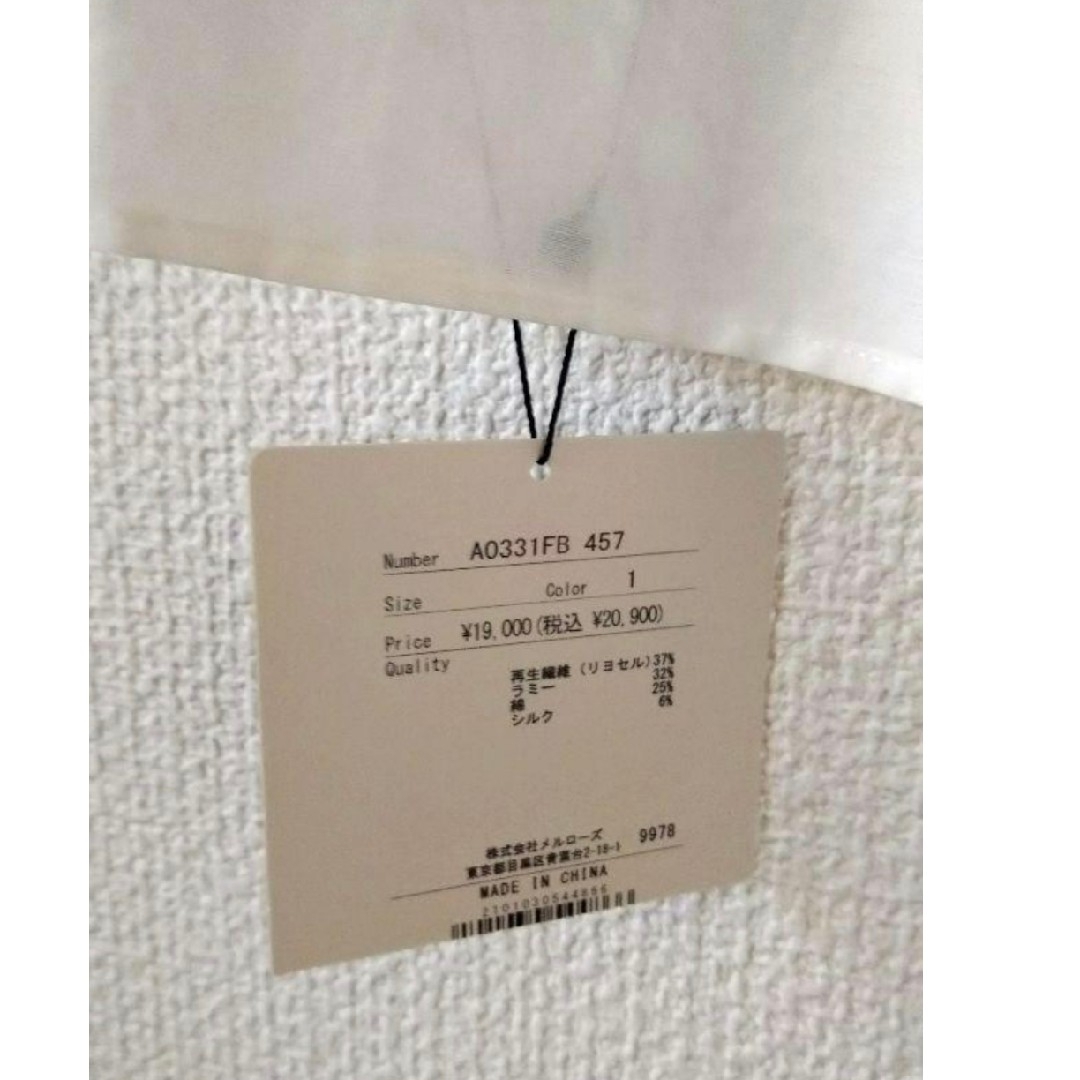 Number A0331FB 457
Size Color 1
Price ¥19,000(税込 ¥20,900)
Quality
再生繊維 (リヨセル)37%
ラミー 32%
綿 25%
シルク 6%
株式会社メルローズ 9978
東京都目黒区青葉台2-18-1
MADE IN CHINA